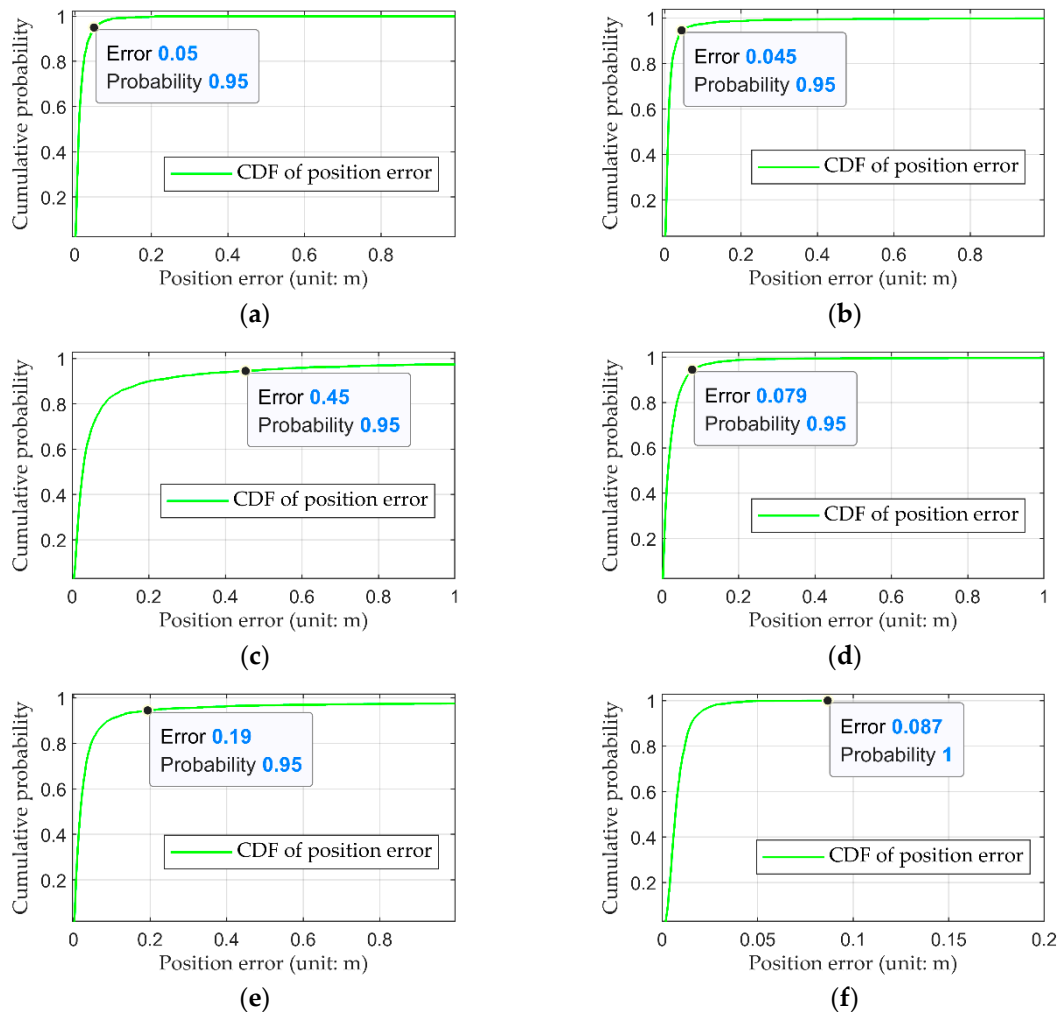 1
0.8
0.6
0.4
0.2
Cumulative probability
Error 0.05
Probability 0.95
CDF of position error
0 0.2 0.4 0.6 0.8
Position error (unit: m)
(a)
1
0.8
0.6
0.4
0.2
Cumulative probability
Error 0.045
Probability 0.95
CDF of position error
0 0.2 0.4 0.6 0.8
Position error (unit: m)
(b)
1
0.8
0.6
0.4
0.2
Cumulative probability
Error 0.45
Probability 0.95
CDF of position error
0 0.2 0.4 0.6 0.8 1
Position error (unit: m)
(c)
1
0.8
0.6
0.4
0.2
Cumulative probability
Error 0.079
Probability 0.95
CDF of position error
0 0.2 0.4 0.6 0.8 1
Position error (unit: m)
(d)
1
0.8
0.6
0.4
0.2
Cumulative probability
Error 0.19
Probability 0.95
CDF of position error
0 0.2 0.4 0.6 0.8
Position error (unit: m)
(e)
1
0.8
0.6
0.4
0.2
Cumulative probability
Error 0.087
Probability 1
CDF of position error
0 0.05 0.1 0.15 0.2
Position error (unit: m)
(f)